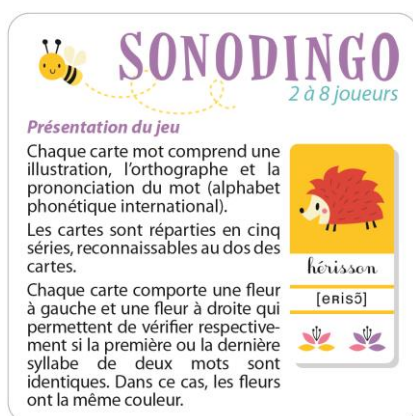 SONODINGO
2 à 8 joueurs
Présentation du jeu
Chaque carte mot comprend une
illustration, l'orthographe et la
prononciation du mot (alphabet
phonétique international).
Les cartes sont réparties en cinq
séries, reconnaissables au dos des
cartes.
Chaque carte comporte une fleur
à gauche et une fleur à droite qui
permettent de vérifier respective-
ment si la première ou la dernière
syllabe de deux mots sont
identiques. Dans ce cas, les fleurs
ont la même couleur.
hérisson
[eʀisɔ̃]